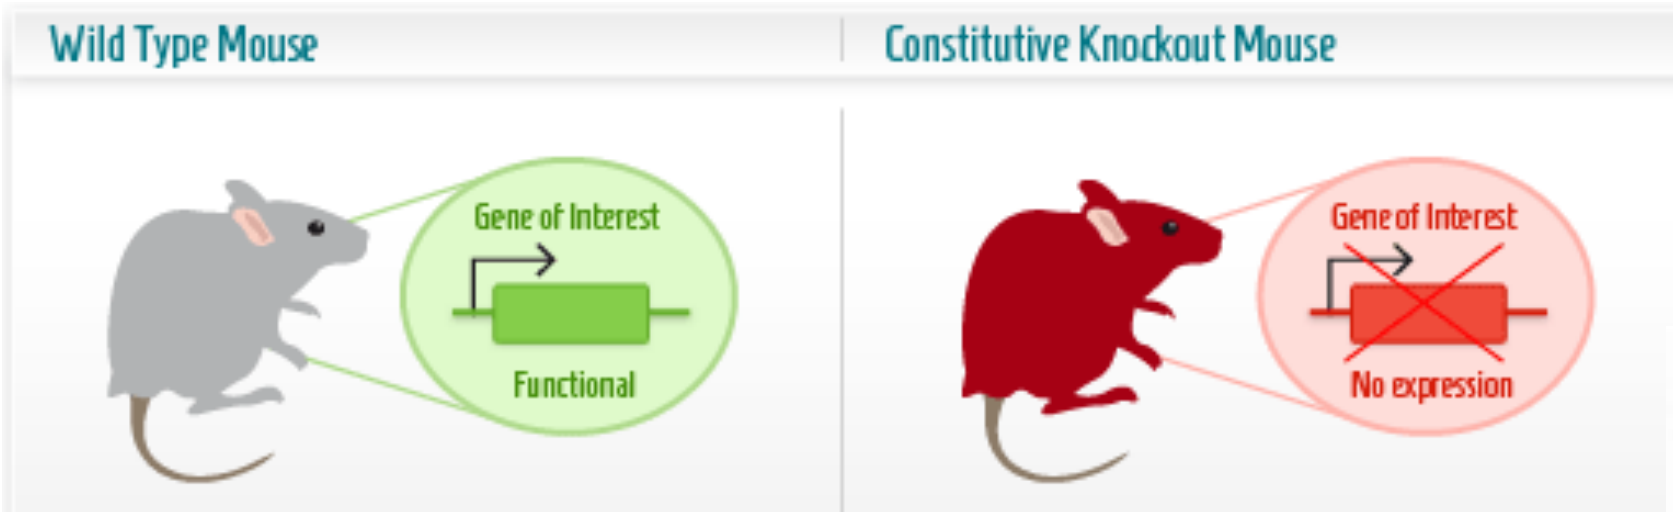 Wild Type Mouse
Constitutive Knockout Mouse
Gene of Interest
Functional
Gene of Interest
No expression